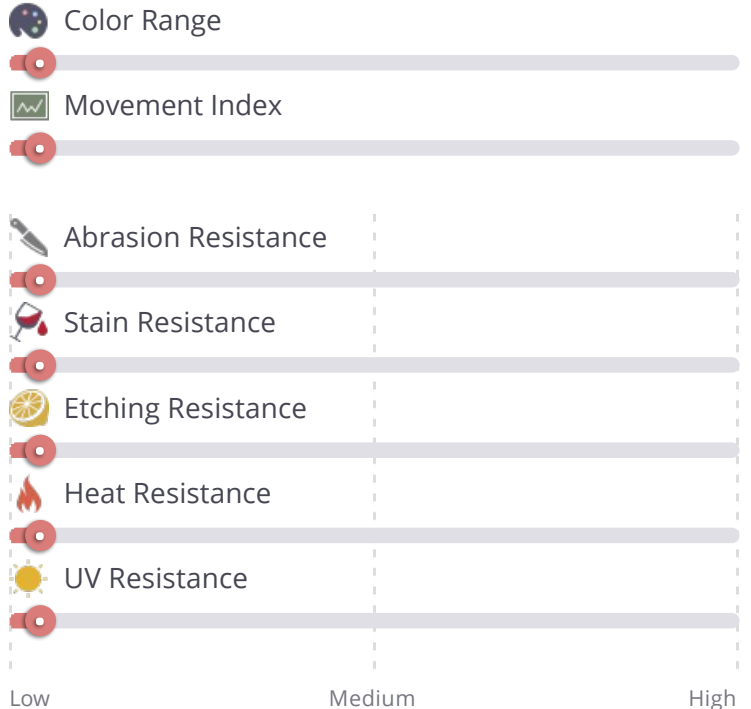 Color Range
Movement Index
Abrasion Resistance
Stain Resistance
Etching Resistance
Heat Resistance
UV Resistance
Low Medium High